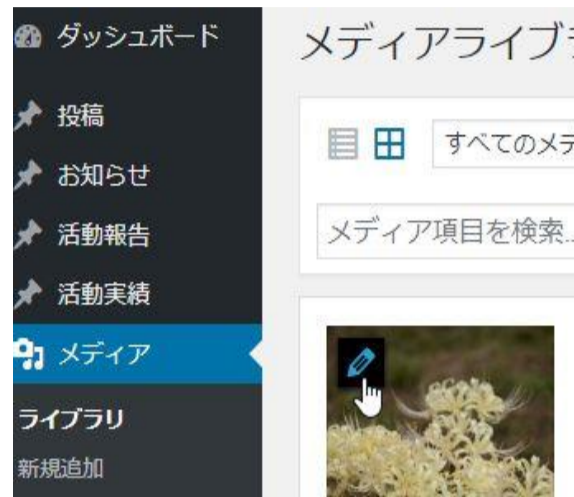 ダッシュボード
投稿
お知らせ
活動報告
活動実績
メディア
ライブラリ
新規追加
メディアライブ
すべてのメデ
メディア項目を検索...